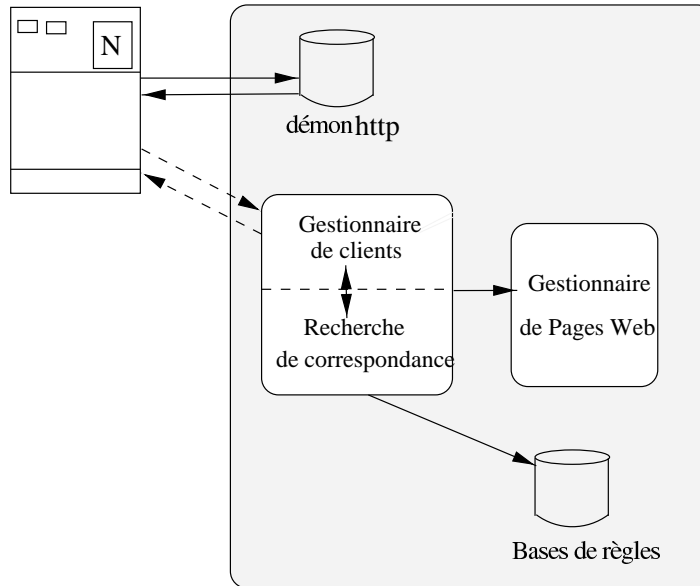 N
démon http
Gestionnaire
de clients
Recherche
de correspondance
Gestionnaire
de Pages Web
Bases de règles